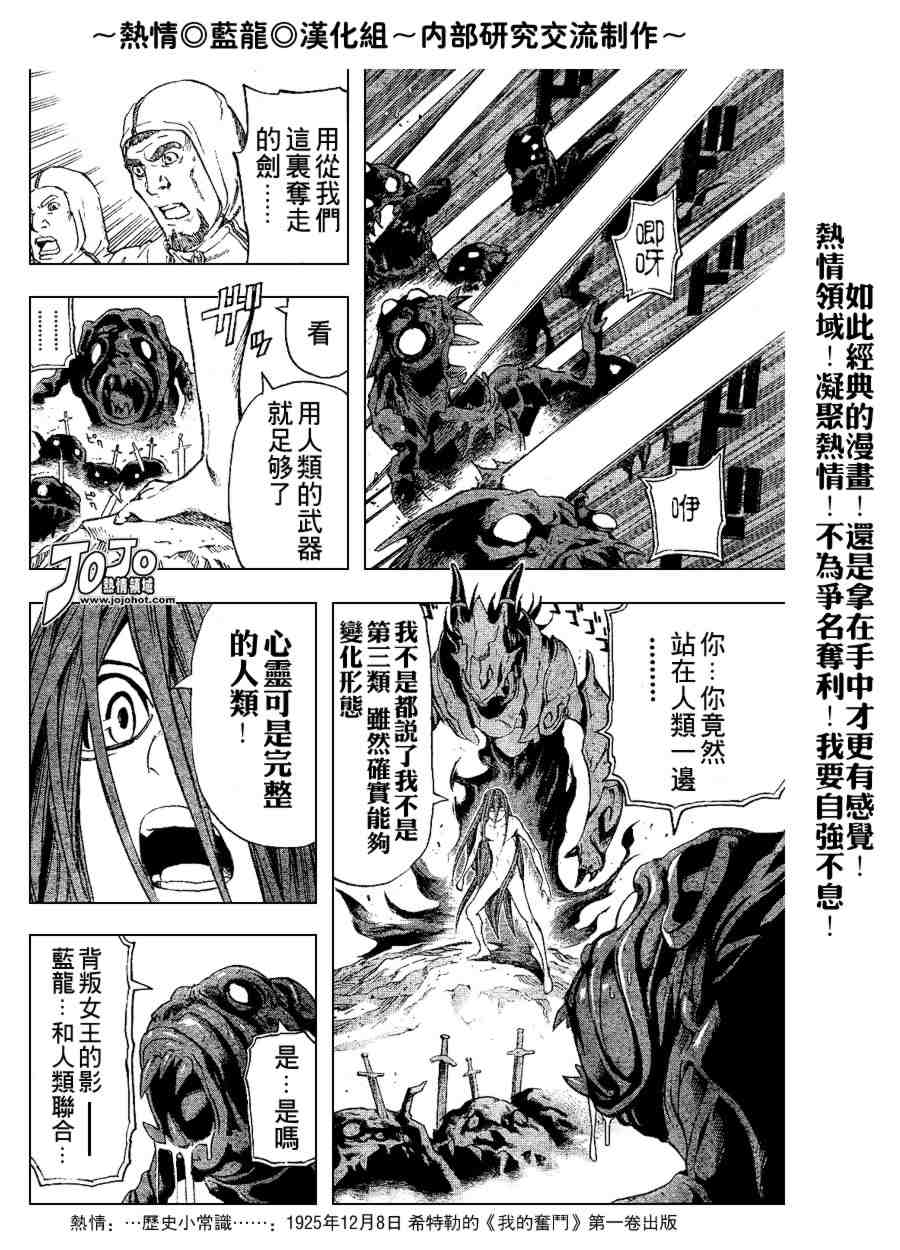 ～熱情◎藍龍◎漢化組～内部研究交流制作～
如此經典的漫畫！還是拿在手中才更有感覺！
熱情領域！凝聚熱情！不為爭名奪利！我要自強不息！
唧呀
咿
用從我們
這裏奪走
的劍……
看
用人類的武器
就足够了
………
JOJO
熱情領域
www.jojohot.com
你…你竟然
站在人類一邊
………
我不是都説了我不是
第三類 雖然確實能夠
變化形態
心靈可是完整
的人類！
是…是嗎
背叛女王的影——
藍龍…和人類聯合…
熱情：…歷史小常識……：1925年12月8日 希特勒的《我的奮鬥》第一卷出版